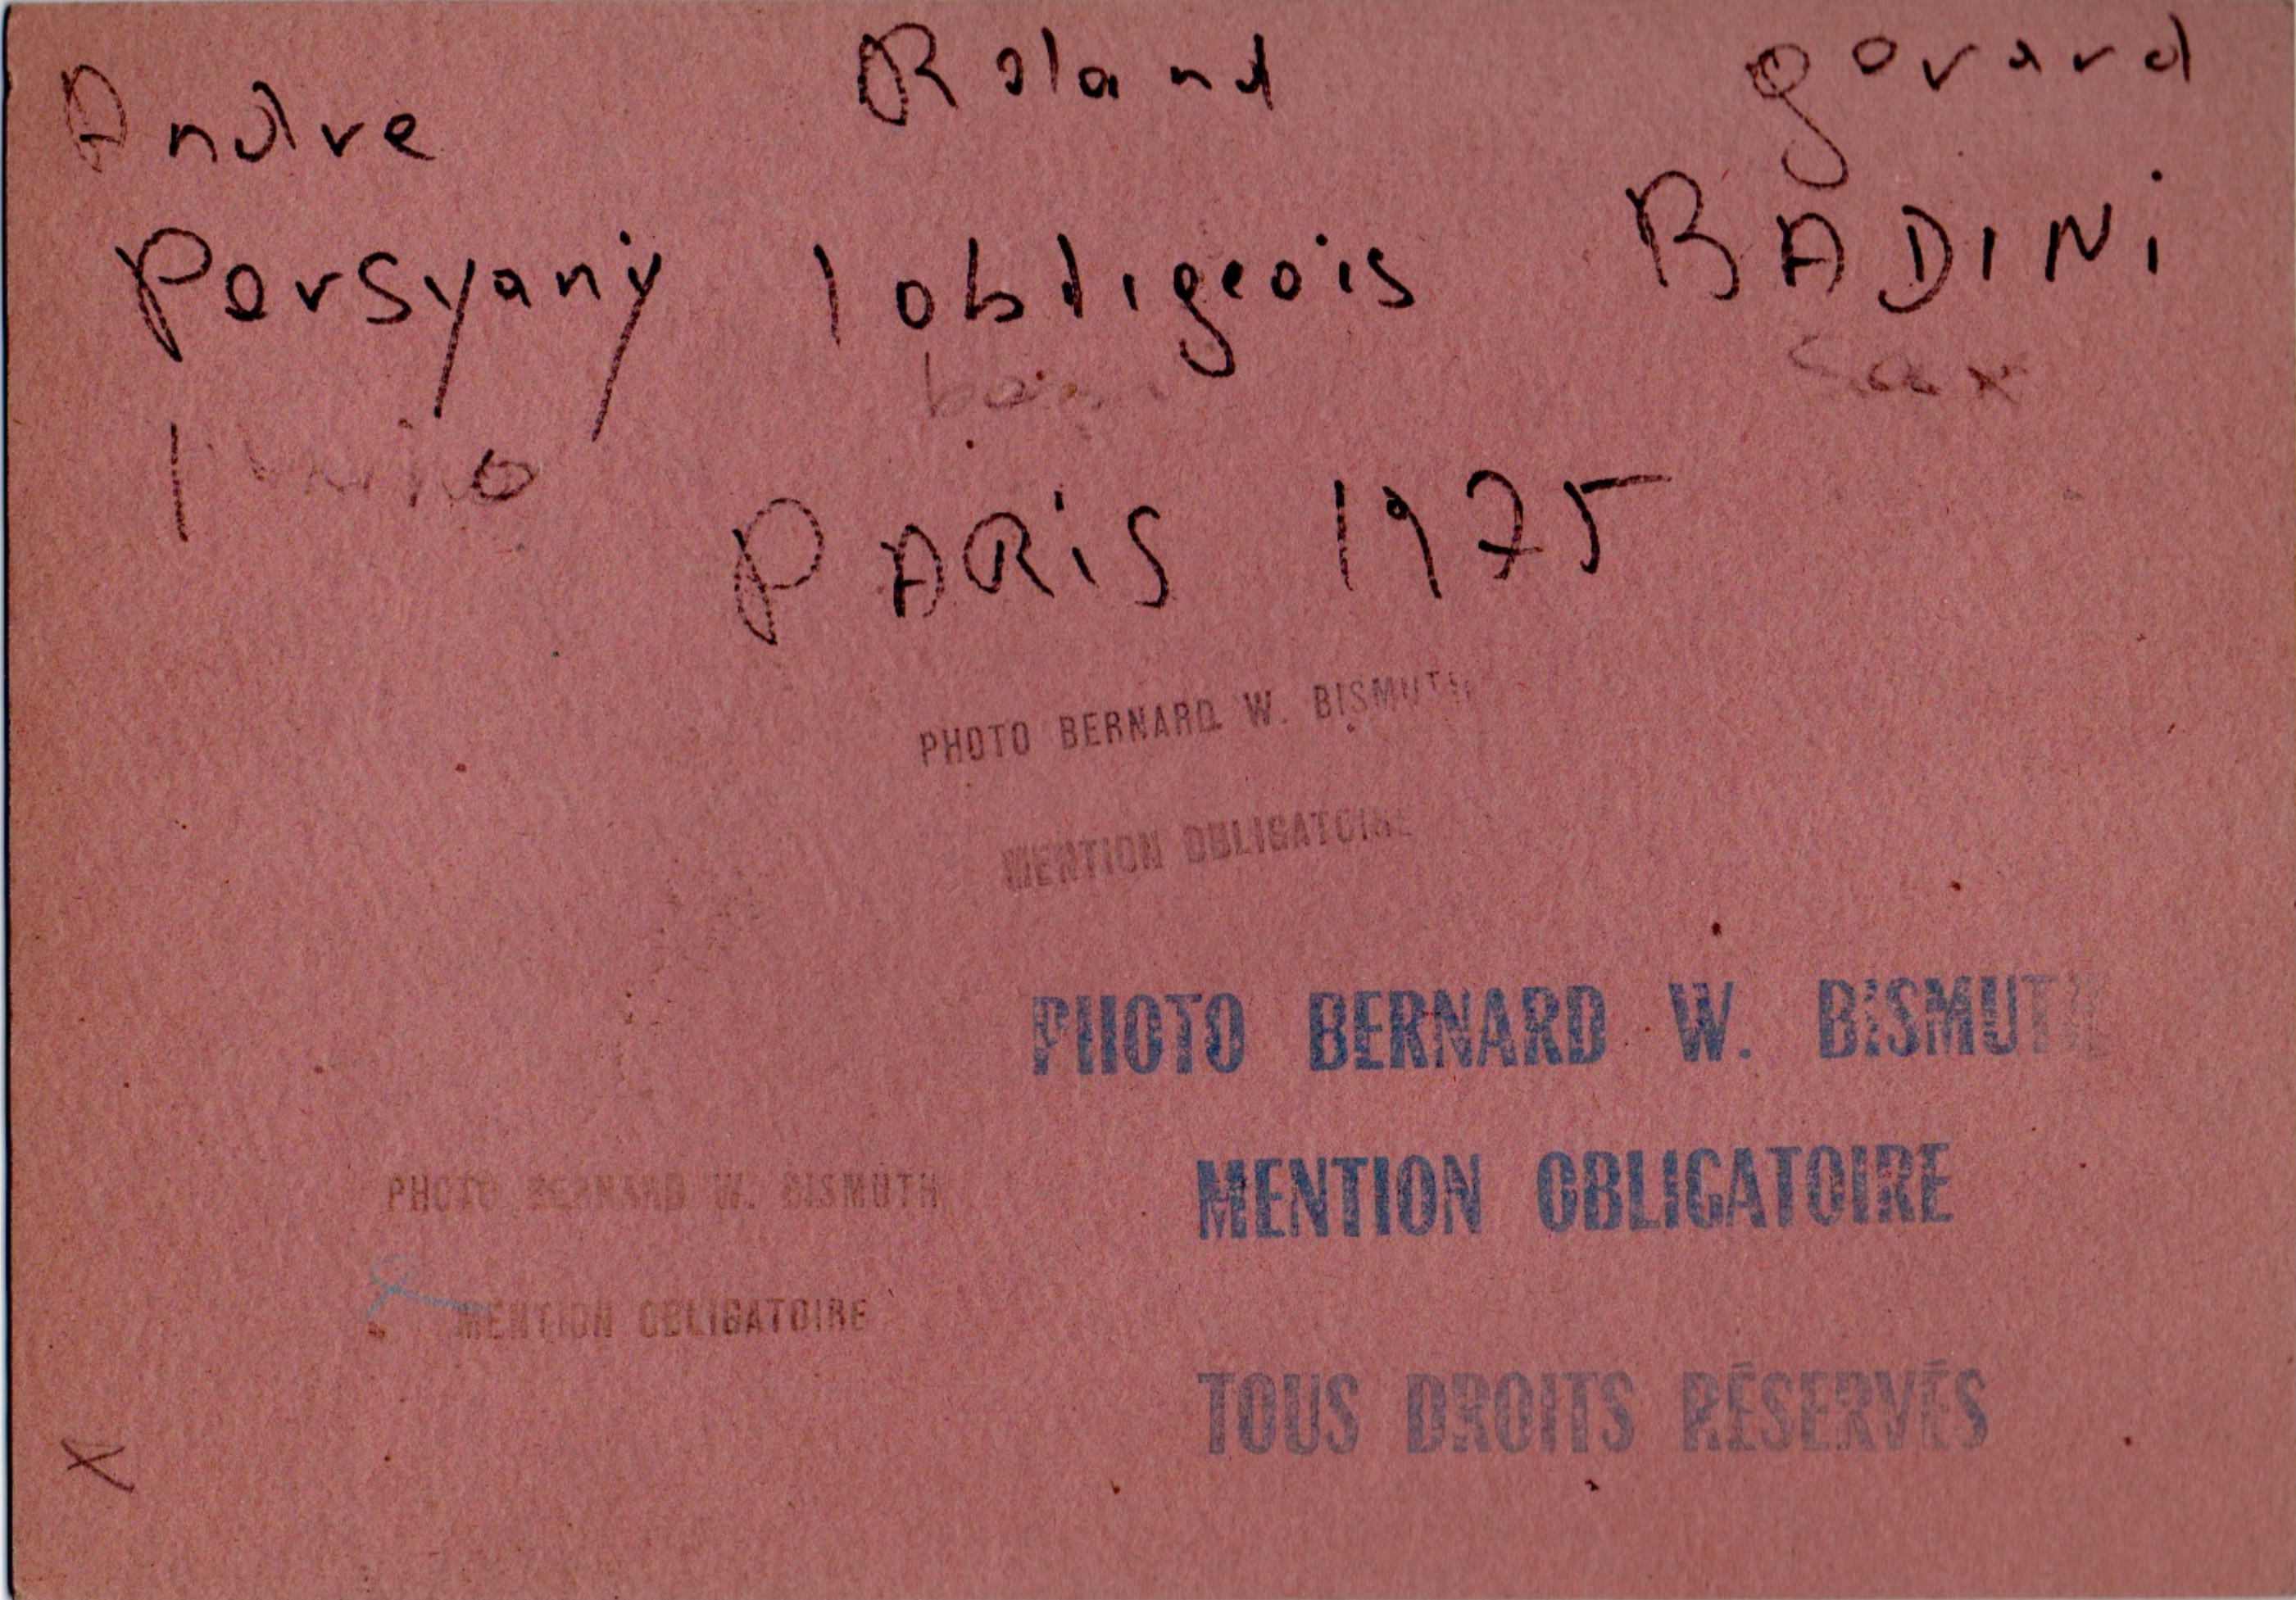 Andre Roland gerard
Persyany lobligeois BADINi
sax
PARiS 1975
PHOTO BERNARD W. BISMUTH
MENTION OBLIGATOIRE
PHOTO BERNARD W. BISMUTH
MENTION OBLIGATOIRE
PHOTO BERNARD W. BISMUTH
MENTION OBLIGATOIRE
TOUS DROITS RÉSERVÉS
X